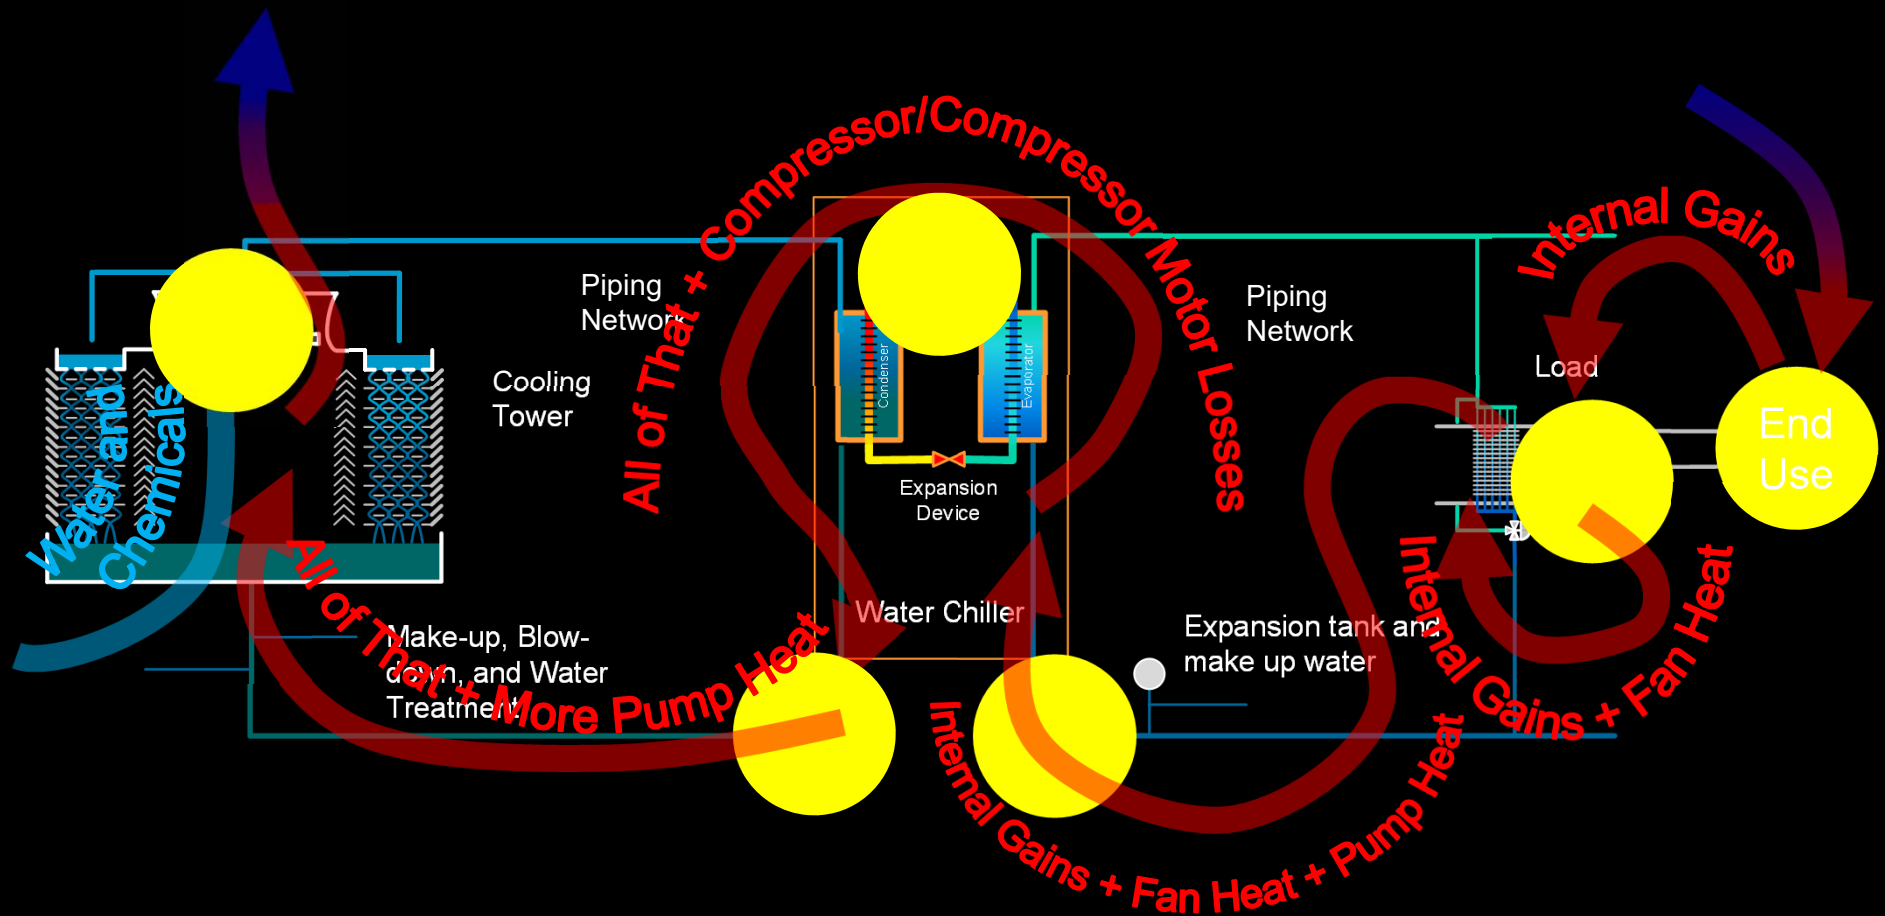 All of That + Compressor/Compressor Motor Losses
Internal Gains
Piping
Network
Piping
Network
Cooling
Tower
Condenser
Evaporator
Load
End
Use
Expansion
Device
Water and
Chemicals
Water Chiller
Expansion tank and
make up water
All of That + More Pump Heat
Make-up, Blow-
down, and Water
Treatment
Internal Gains + Fan Heat
Internal Gains + Fan Heat + Pump Heat